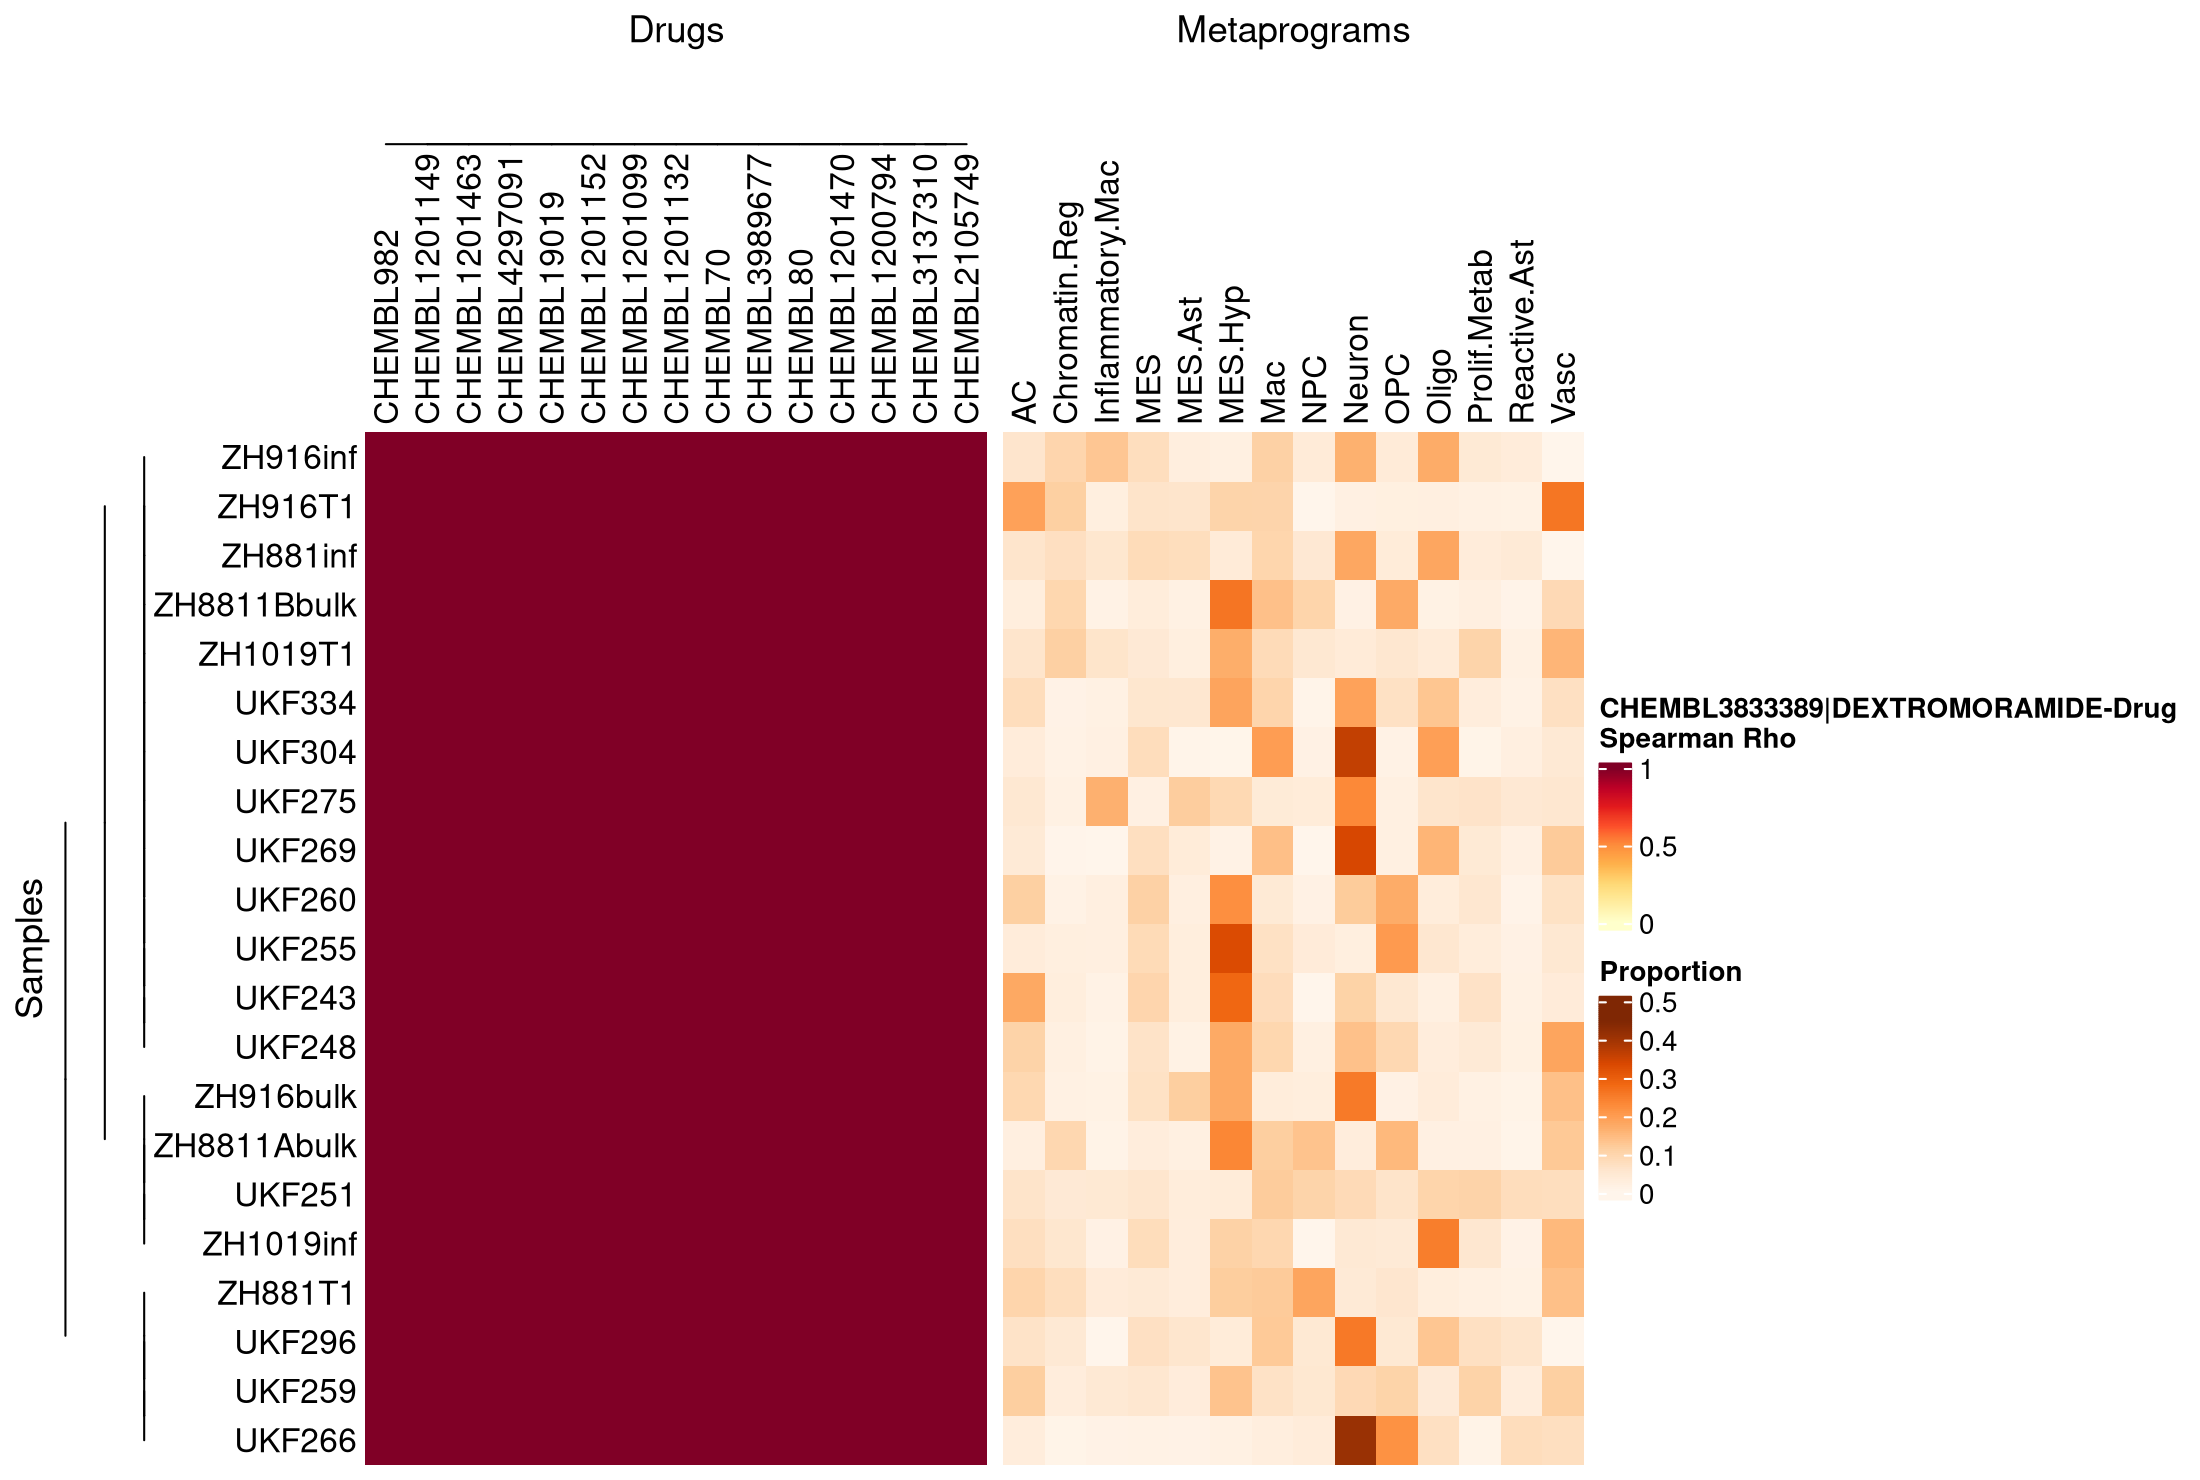 Drugs
Metaprograms
CHEMBL982
CHEMBL1201149
CHEMBL1201463
CHEMBL4297091
CHEMBL19019
CHEMBL1201152
CHEMBL1201099
CHEMBL1201132
CHEMBL70
CHEMBL3989677
CHEMBL80
CHEMBL1201470
CHEMBL1200794
CHEMBL3137310
CHEMBL2105749
AC
Chromatin.Reg
Inflammatory.Mac
MES
MES.Ast
MES.Hyp
Mac
NPC
Neuron
OPC
Oligo
Prolif.Metab
Reactive.Ast
Vasc
Samples
ZH916inf
ZH916T1
ZH881inf
ZH8811Bbulk
ZH1019T1
UKF334
UKF304
UKF275
UKF269
UKF260
UKF255
UKF243
UKF248
ZH916bulk
ZH8811Abulk
UKF251
ZH1019inf
ZH881T1
UKF296
UKF259
UKF266
CHEMBL3833389|DEXTROMORAMIDE-Drug
Spearman Rho
1
0.5
0
Proportion
0.5
0.4
0.3
0.2
0.1
0